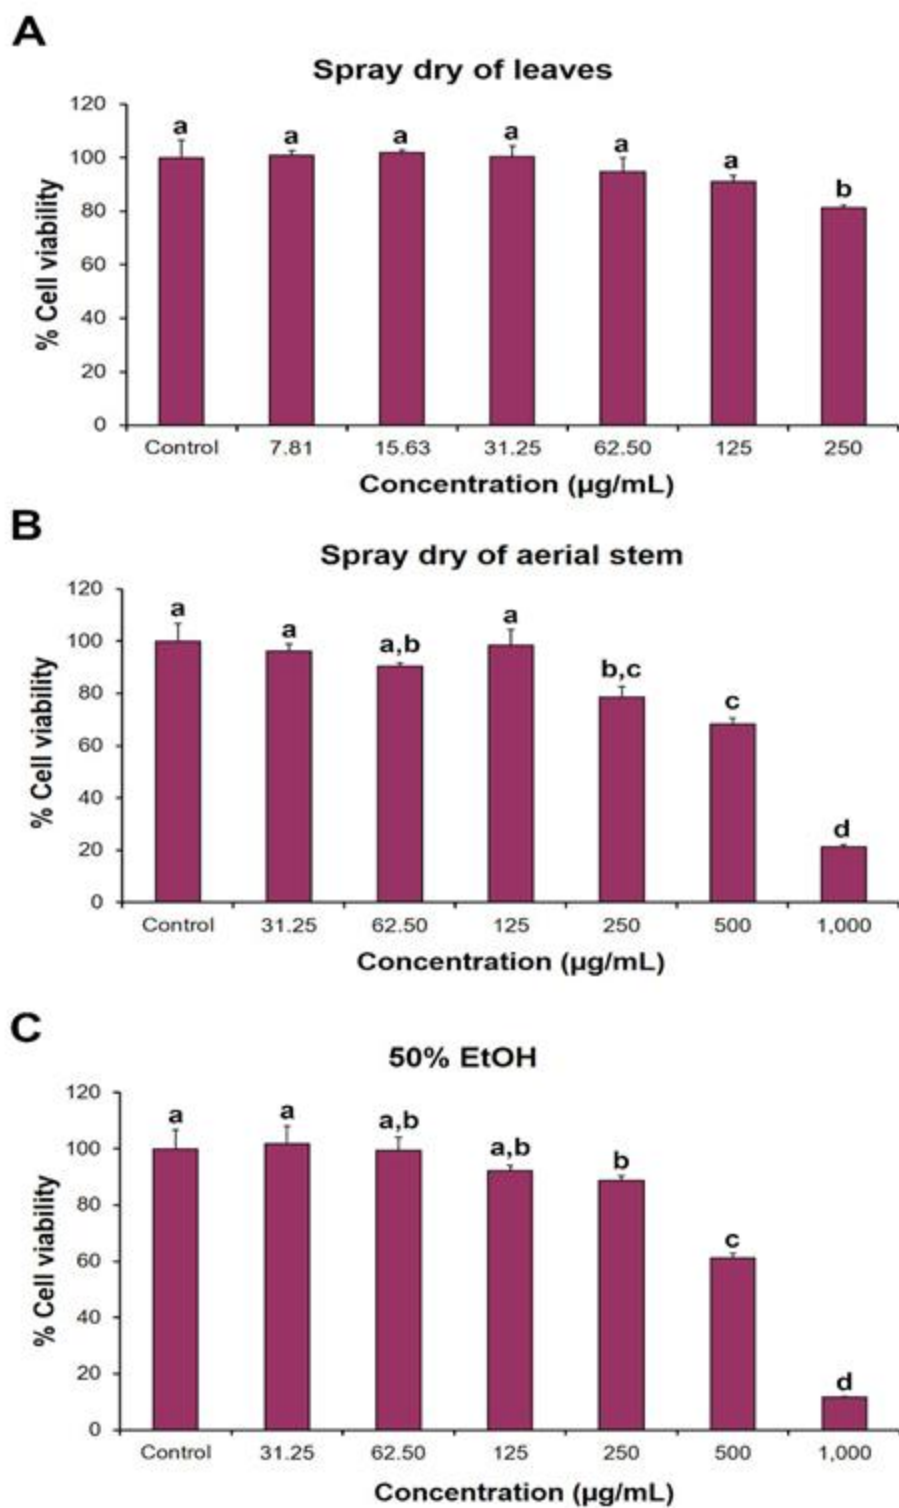 A
Spray dry of leaves
120
100
80
60
40
20
0
% Cell viability
a a a a a a b
Control 7.81 15.63 31.25 62.50 125 250
Concentration (µg/mL)
B
Spray dry of aerial stem
120
100
80
60
40
20
0
% Cell viability
a a a,b a b,c c d
Control 31.25 62.50 125 250 500 1,000
Concentration (µg/mL)
C
50% EtOH
120
100
80
60
40
20
0
% Cell viability
a a a,b a,b b c d
Control 31.25 62.50 125 250 500 1,000
Concentration (µg/mL)